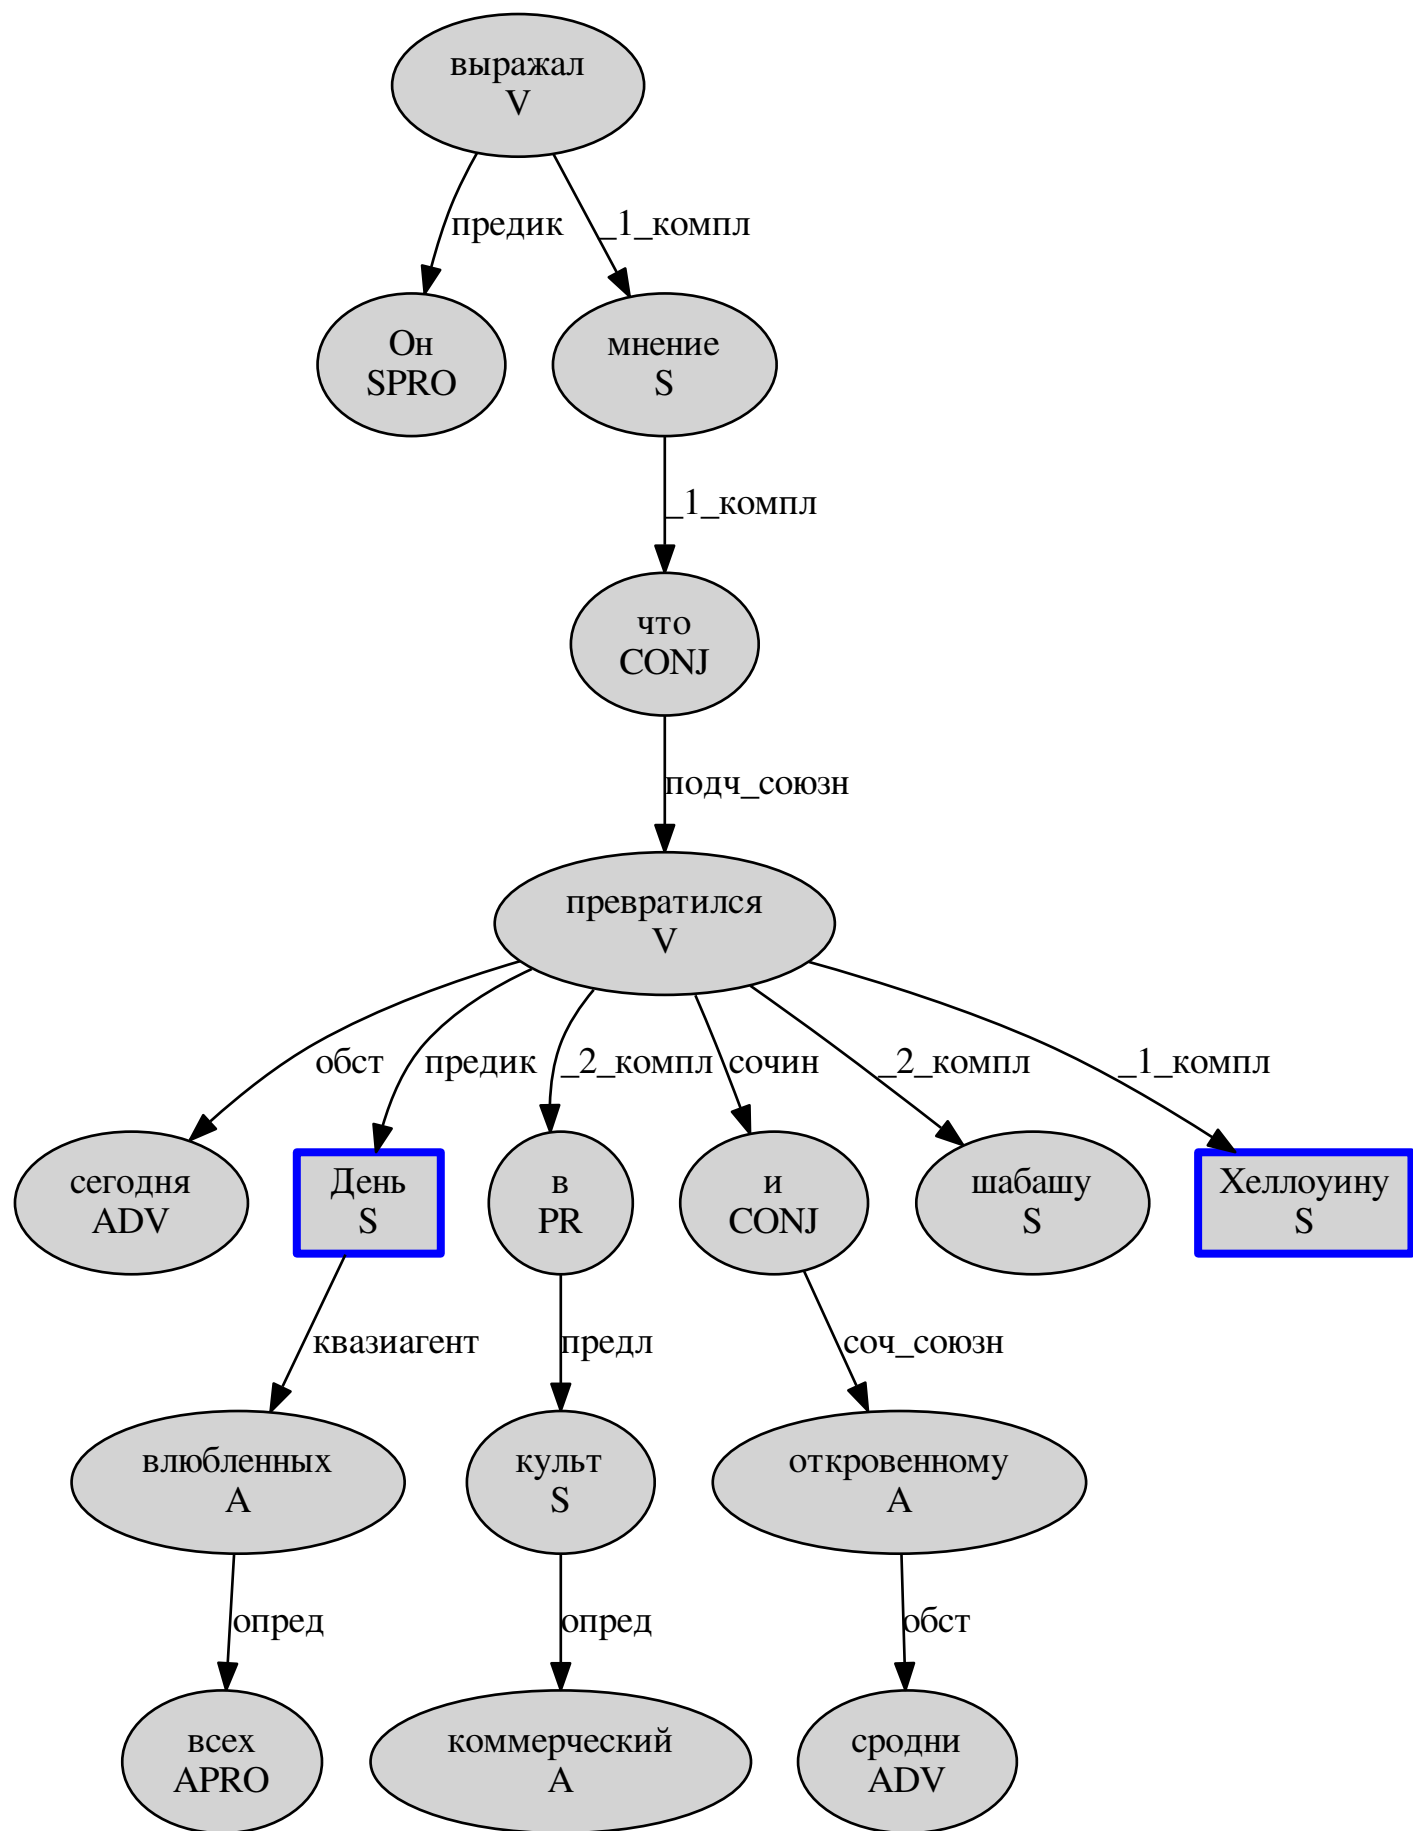 выражал
V
предик
_1_компл
Он
SPRO
мнение
S
_1_компл
что
CONJ
подч_союзн
превратился
V
обст
предик
_2_компл
сочин
_2_компл
_1_компл
сегодня
ADV
День
S
в
PR
и
CONJ
шабашу
S
Хеллоуину
S
квазиагент
предл
соч_союзн
влюбленных
A
культ
S
откровенному
A
опред
опред
обст
всех
APRO
коммерческий
A
сродни
ADV